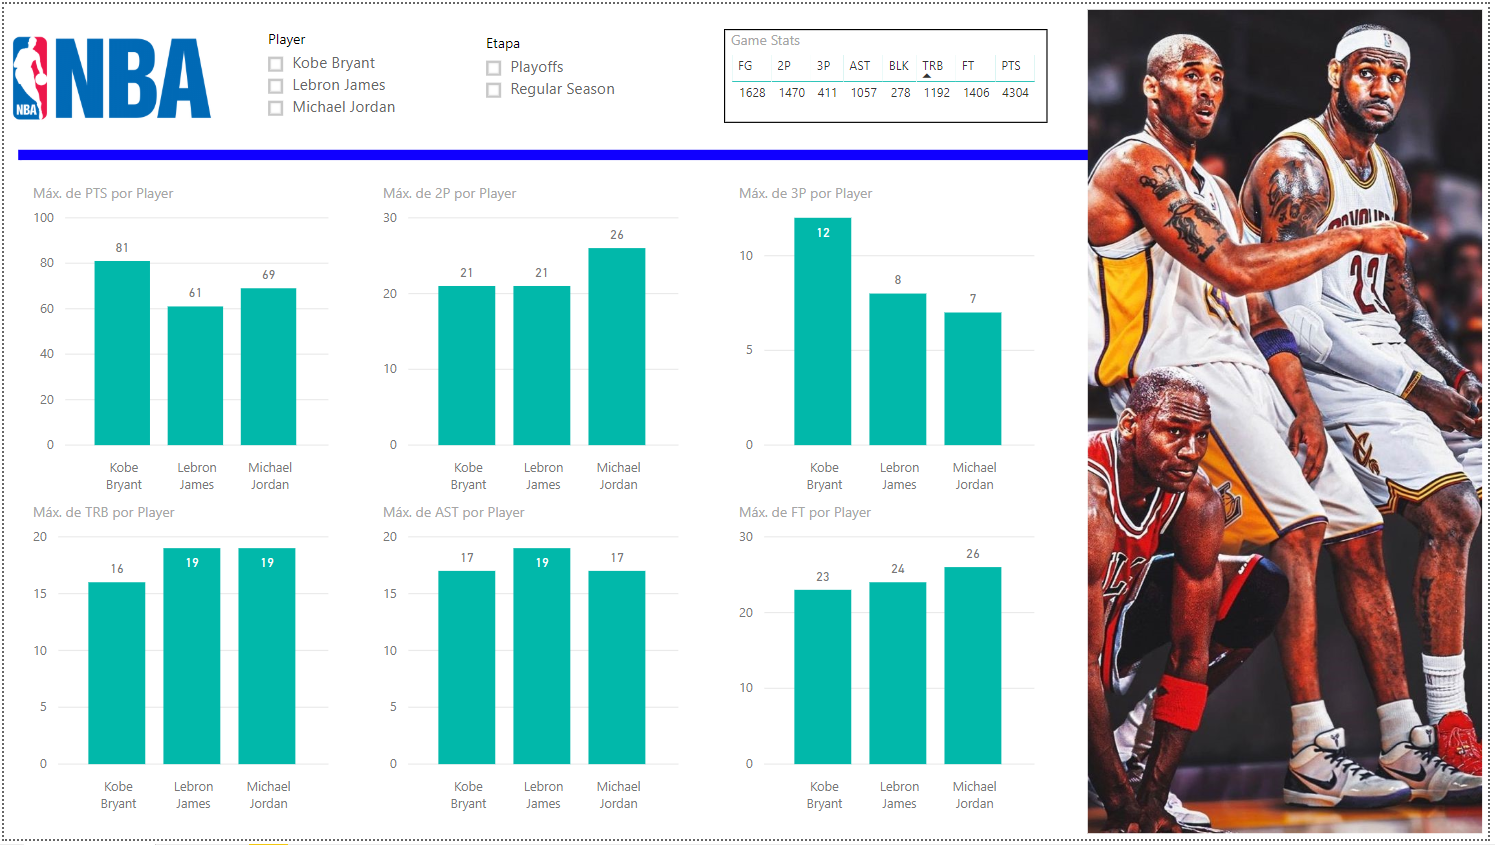 NBA
NBA
Player
Kobe Bryant
Lebron James
Michael Jordan
Etapa
Playoffs
Regular Season
Game Stats
FG 2P 3P AST BLK TRB FT PTS
1628 1470 411 1057 278 1192 1406 4304
Máx. de PTS por Player
100
80
60
40
20
0
81
61
69
Kobe
Bryant
Lebron
James
Michael
Jordan
Máx. de 2P por Player
30
20
10
0
21
21
26
Kobe
Bryant
Lebron
James
Michael
Jordan
Máx. de 3P por Player
10
5
0
12
8
7
Kobe
Bryant
Lebron
James
Michael
Jordan
Máx. de TRB por Player
20
15
10
5
0
16
19
19
Kobe
Bryant
Lebron
James
Michael
Jordan
Máx. de AST por Player
20
15
10
5
0
17
19
17
Kobe
Bryant
Lebron
James
Michael
Jordan
Máx. de FT por Player
30
20
10
0
23
24
26
Kobe
Bryant
Lebron
James
Michael
Jordan
23